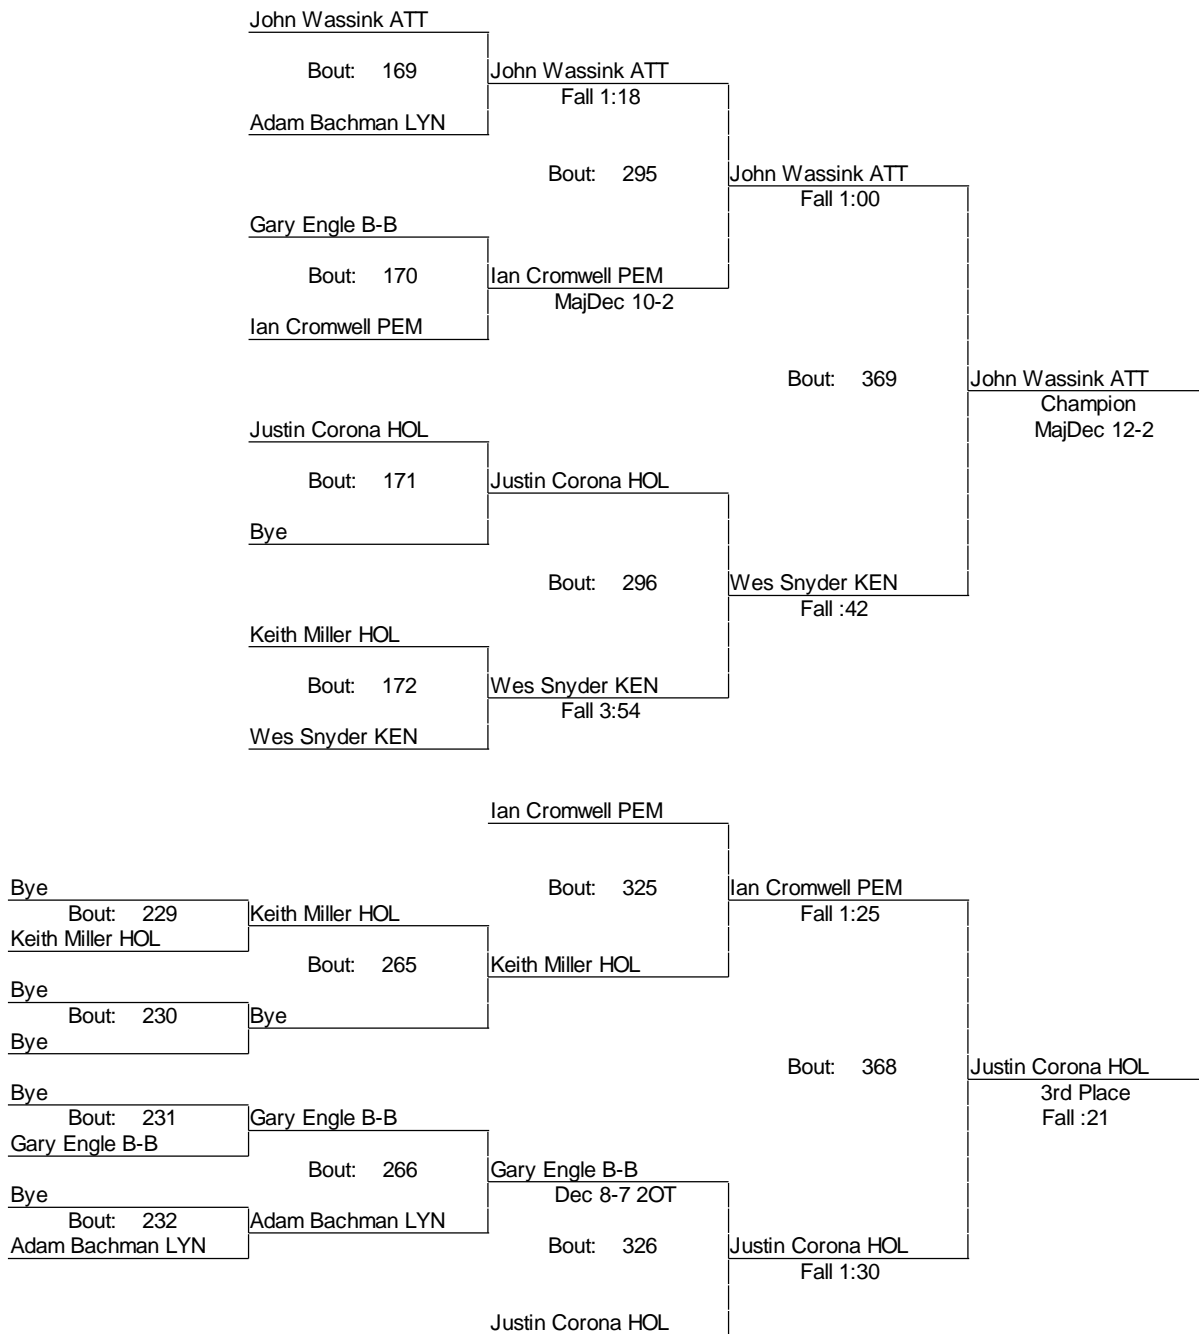 John Wassink ATT
Bout: 169 John Wassink ATT
Fall 1:18
Adam Bachman LYN
Bout: 295 John Wassink ATT
Fall 1:00
Gary Engle B-B
Bout: 170 Ian Cromwell PEM
MajDec 10-2
Ian Cromwell PEM
Bout: 369 John Wassink ATT
Champion
Justin Corona HOL
MajDec 12-2
Bout: 171 Justin Corona HOL
Bye
Bout: 296 Wes Snyder KEN
Fall :42
Keith Miller HOL
Bout: 172 Wes Snyder KEN
Fall 3:54
Wes Snyder KEN
Ian Cromwell PEM
Bye Bout: 325 Ian Cromwell PEM
Bout: 229 Keith Miller HOL Fall 1:25
Keith Miller HOL
Bout: 265 Keith Miller HOL
Bye
Bout: 230 Bye
Bye
Bout: 368 Justin Corona HOL
Bye 3rd Place
Bout: 231 Gary Engle B-B Fall :21
Gary Engle B-B
Bout: 266 Gary Engle B-B
Bye Dec 8-7 2OT
Bout: 232 Adam Bachman LYN
Adam Bachman LYN Bout: 326 Justin Corona HOL
Fall 1:30
Justin Corona HOL